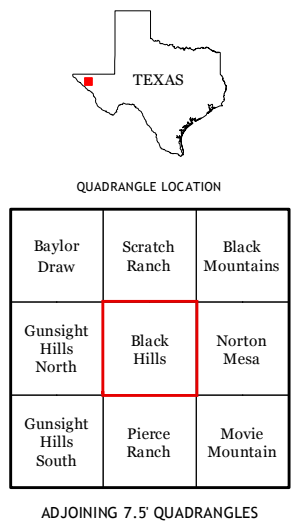 TEXAS
QUADRANGLE LOCATION
Baylor
Draw
Scratch
Ranch
Black
Mountains
Gunsight
Hills
North
Black
Hills
Norton
Mesa
Gunsight
Hills
South
Pierce
Ranch
Movie
Mountain
ADJOINING 7.5' QUADRANGLES